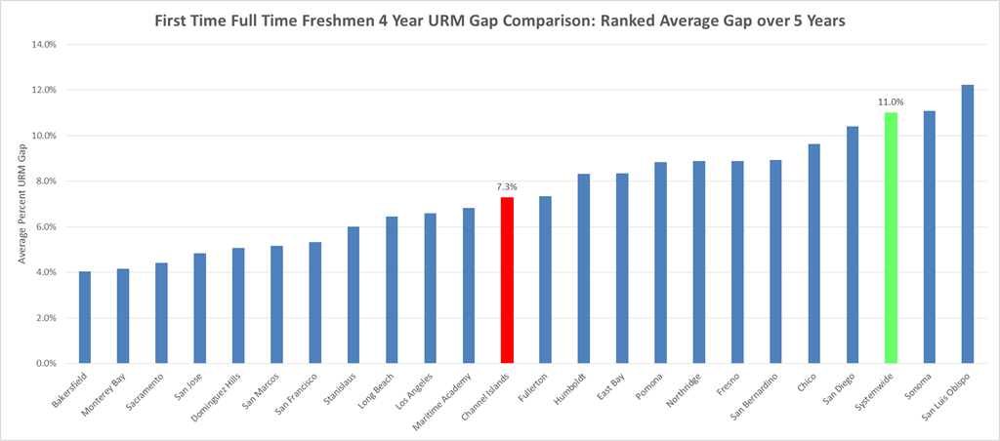 First Time Full Time Freshmen 4 Year URM Gap Comparison: Ranked Average Gap over 5 Years
Average Percent URM Gap
14.0%
12.0%
10.0%
8.0%
6.0%
4.0%
2.0%
0.0%
7.3%
11.0%
Bakersfield
Monterey Bay
Sacramento
San Jose
Dominguez Hills
San Marcos
San Francisco
Stanislaus
Long Beach
Los Angeles
Maritime Academy
Channel Islands
Fullerton
Humboldt
East Bay
Pomona
Northridge
Fresno
San Bernardino
Chico
San Diego
Systemwide
Sonoma
San Luis Obispo